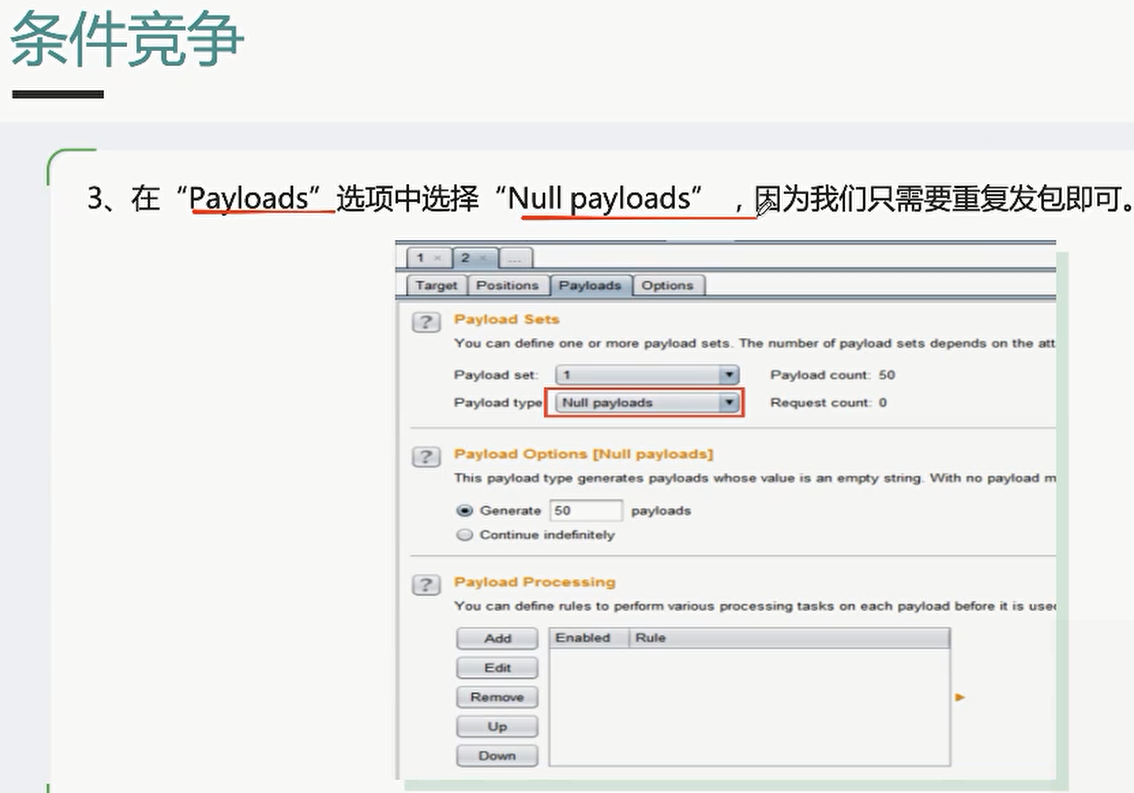 条件竞争
3、在“Payloads”选项中选择“Null payloads”，因为我们只需要重复发包即可。
1 × 2 × ...
Target Positions Payloads Options
? Payload Sets
You can define one or more payload sets. The number of payload sets depends on the att
Payload set: 1 Payload count: 50
Payload type Null payloads Request count: 0
? Payload Options [Null payloads]
This payload type generates payloads whose value is an empty string. With no payload m
Generate 50 payloads
Continue indefinitely
? Payload Processing
You can define rules to perform various processing tasks on each payload before it is used
Add Enabled Rule
Edit
Remove
Up
Down